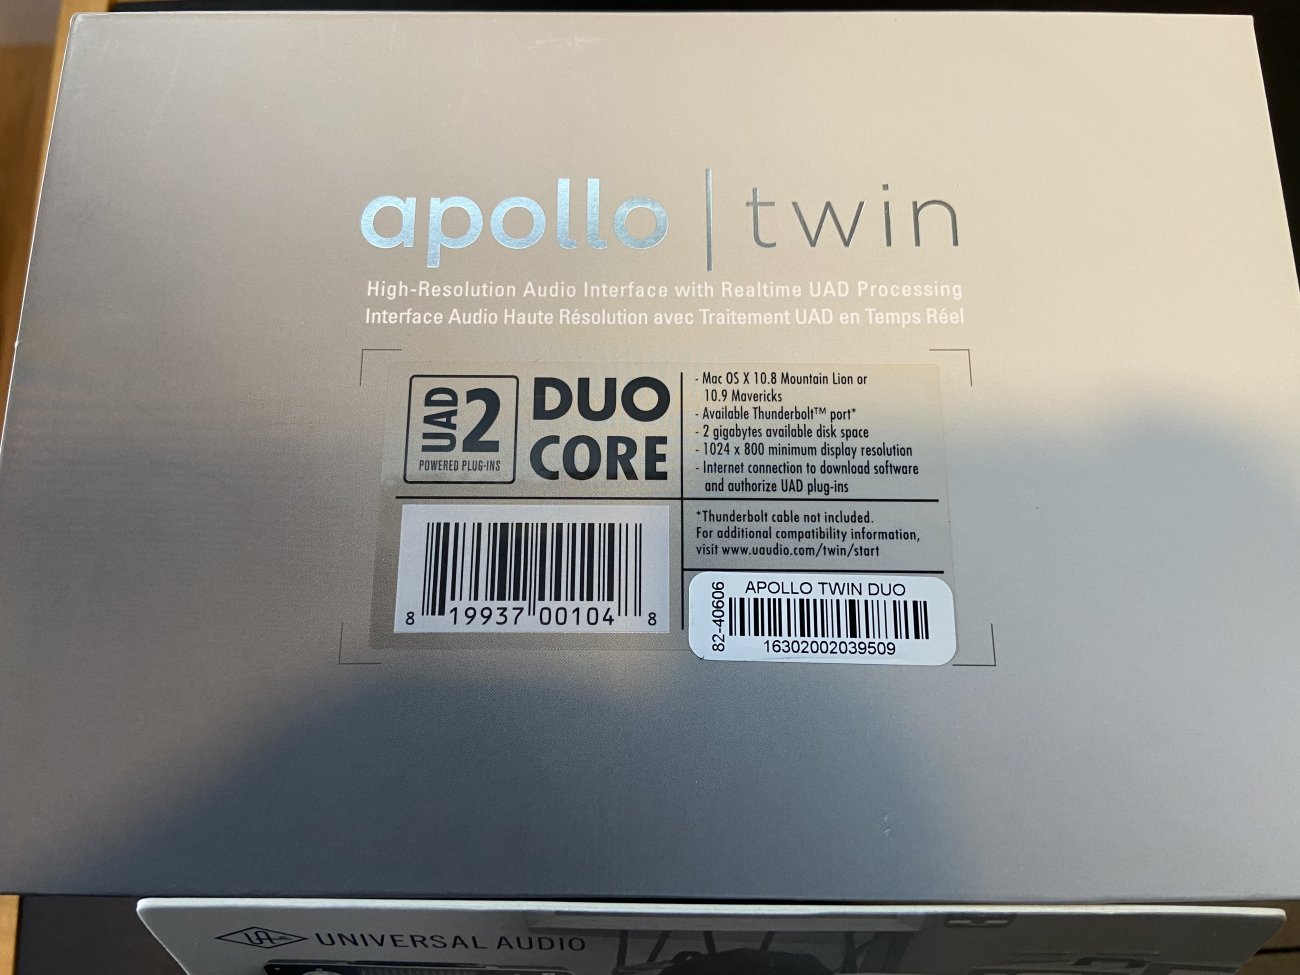 apollo | twin
High-Resolution Audio Interface with Realtime UAD Processing
Interface Audio Haute Résolution avec Traitement UAD en Temps Réel
UAD 2
POWERED PLUG-INS
DUO
CORE
- Mac OS X 10.8 Mountain Lion or
10.9 Mavericks
- Available Thunderbolt™ port*
- 2 gigabytes available disk space
- 1024 x 800 minimum display resolution
- Internet connection to download software
and authorize UAD plug-ins
*Thunderbolt cable not included.
For additional compatibility information,
visit www.uaudio.com/twin/start
8 19937 00104 8
82-40606
APOLLO TWIN DUO
16302002039509
UA UNIVERSAL AUDIO